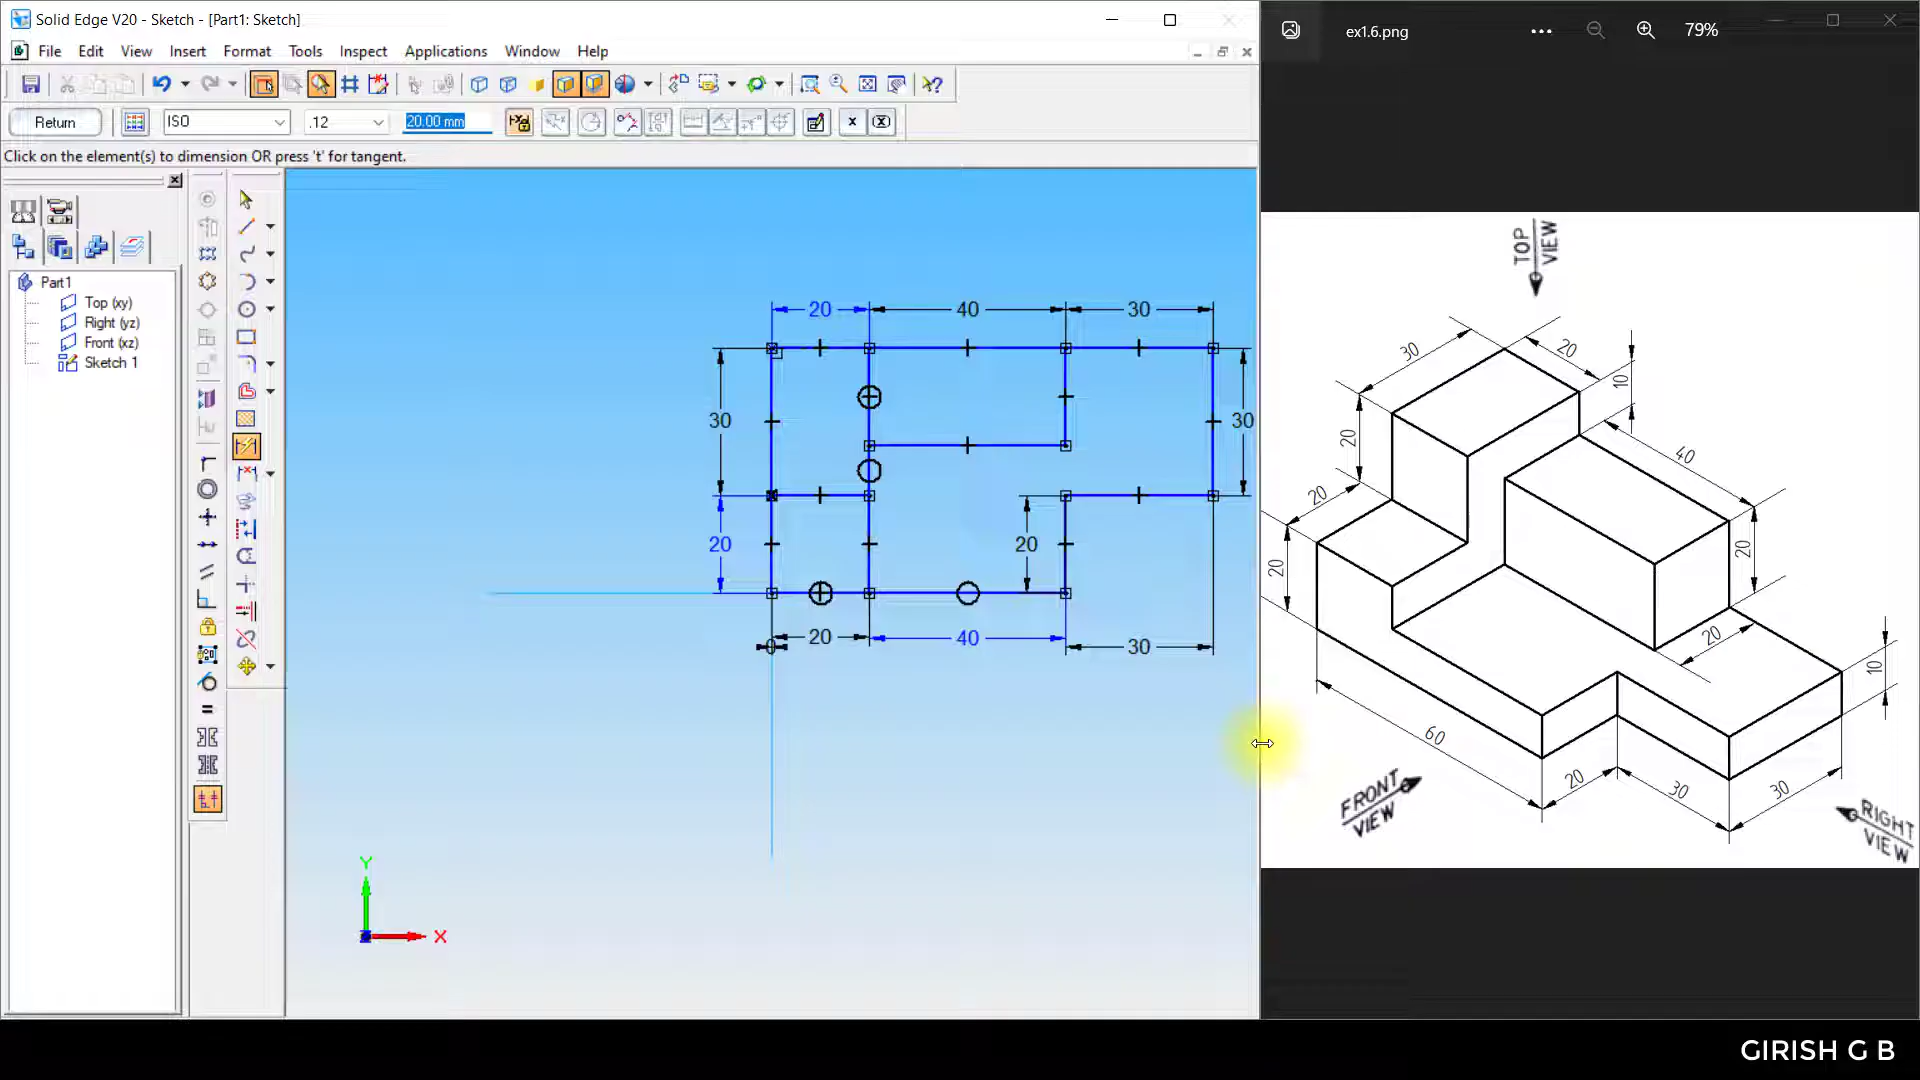 Solid Edge V20 - Sketch - [Part1: Sketch]
File Edit View Insert Format Tools Inspect Applications Window Help
Return ISO .12 20.00 mm
Click on the element(s) to dimension OR press 't' for tangent.
Part1
Top (xy)
Right (yz)
Front (xz)
Sketch 1
20 40 30
30 30
20 20
20 40 30
0
Y
X
ex1.6.png 79%
TOP
VIEW
30 20 10
20 40
20 20
20
20 10
60
20 30 30
FRONT
VIEW
RIGHT
VIEW
GIRISH G B